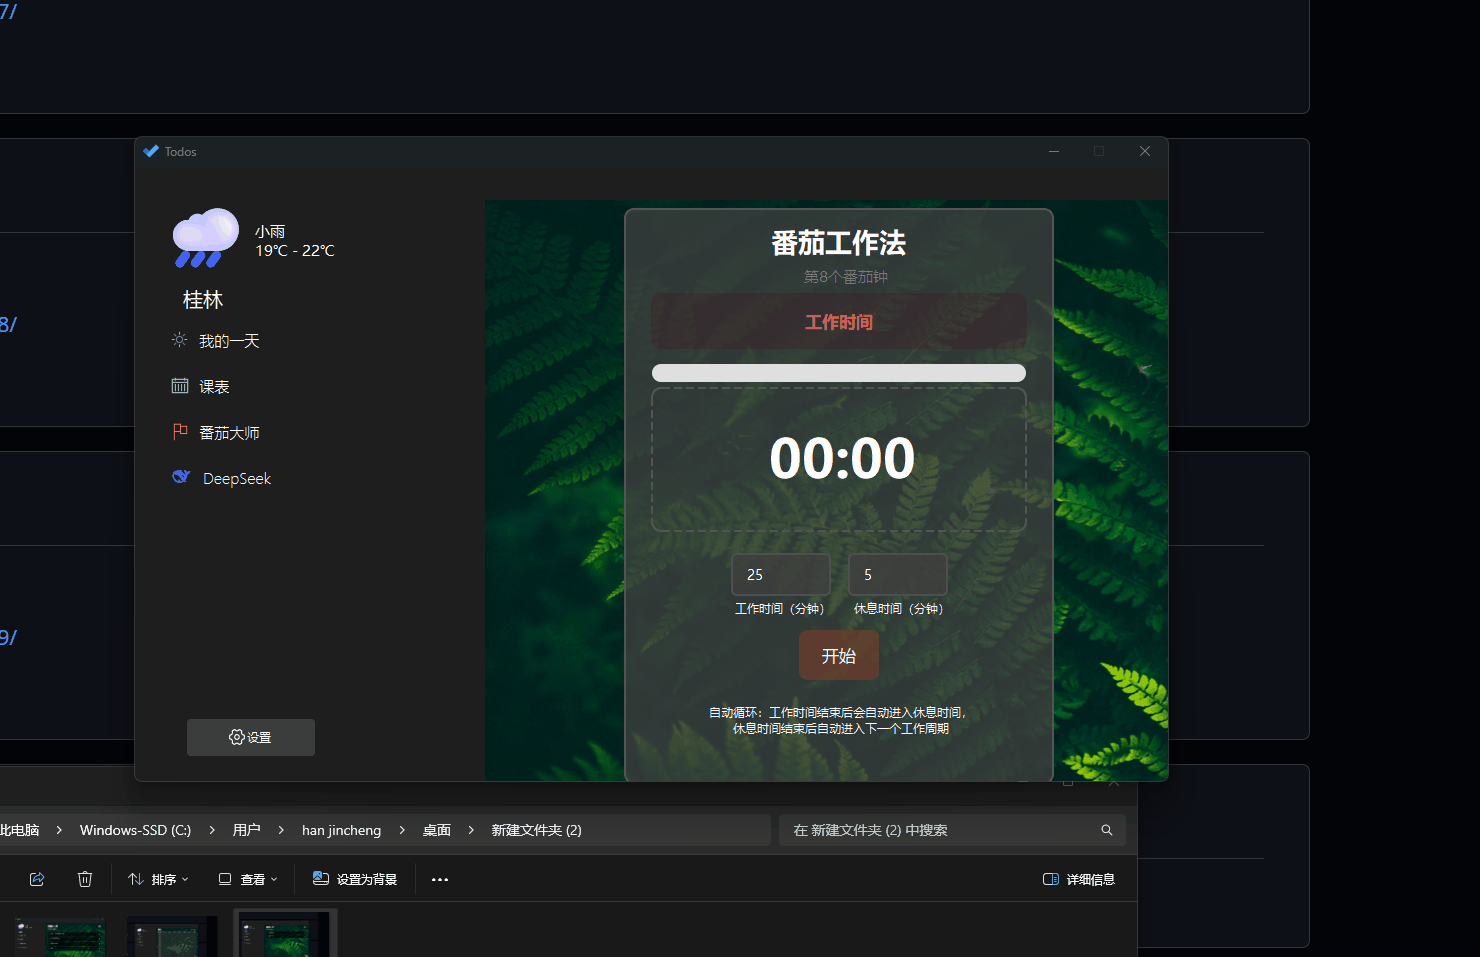 7/
8/
9/
Todos
小雨
19℃ - 22℃
桂林
我的一天
课表
番茄大师
DeepSeek
设置
番茄工作法
第8个番茄钟
工作时间
00:00
25
5
工作时间（分钟）
休息时间（分钟）
开始
自动循环：工作时间结束后会自动进入休息时间，
休息时间结束后自动进入下一个工作周期
此电脑 > Windows-SSD (C:) > 用户 > han jincheng > 桌面 > 新建文件夹 (2)
在 新建文件夹 (2) 中搜索
排序
查看
设置为背景
详细信息